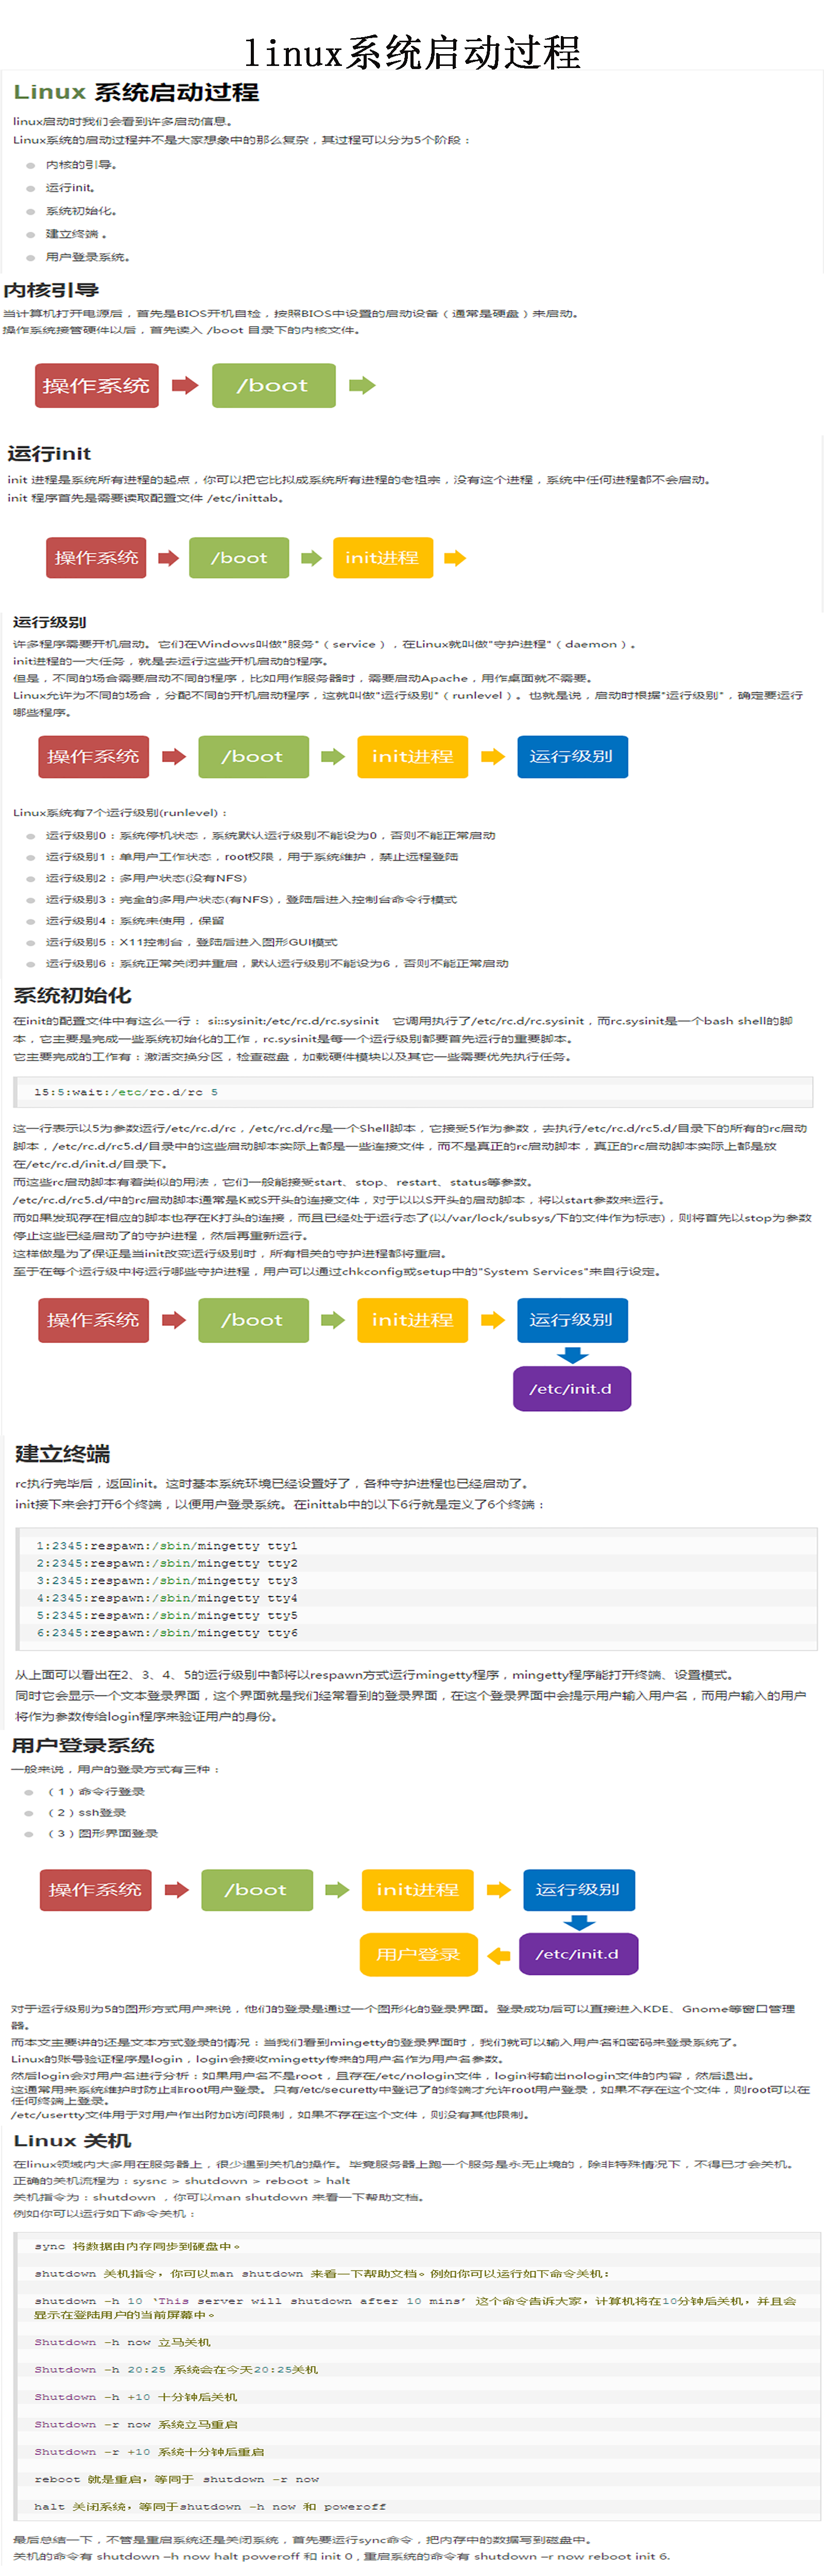 linux系统启动过程
Linux 系统启动过程
linux启动时我们会看到许多启动信息。
Linux系统的启动过程并不是大家想象中的那么复杂，其过程可以分为5个阶段：
内核的引导。
运行init。
系统初始化。
建立终端 。
用户登录系统。
内核引导
当计算机打开电源后，首先是BIOS开机自检，按照BIOS中设置的启动设备（通常是硬盘）来启动。
操作系统接管硬件以后，首先读入 /boot 目录下的内核文件。
操作系统 /boot
运行init
init 进程是系统所有进程的起点，你可以把它比拟成系统所有进程的老祖宗，没有这个进程，系统中任何进程都不会启动。
init 程序首先是需要读取配置文件 /etc/inittab。
操作系统 /boot init进程
运行级别
许多程序需要开机启动。它们在Windows叫做"服务"（service），在Linux就叫做"守护进程"（daemon）。
init进程的一大任务，就是去运行这些开机启动的程序。
但是，不同的场合需要启动不同的程序，比如用作服务器时，需要启动Apache，用作桌面就不需要。
Linux允许为不同的场合，分配不同的开机启动程序，这就叫做"运行级别"（runlevel）。也就是说，启动时根据"运行级别"，确定要运行
哪些程序。
操作系统 /boot init进程 运行级别
Linux系统有7个运行级别(runlevel)：
运行级别0：系统停机状态，系统默认运行级别不能设为0，否则不能正常启动
运行级别1：单用户工作状态，root权限，用于系统维护，禁止远程登陆
运行级别2：多用户状态(没有NFS)
运行级别3：完全的多用户状态(有NFS)，登陆后进入控制台命令行模式
运行级别4：系统未使用，保留
运行级别5：X11控制台，登陆后进入图形GUI模式
运行级别6：系统正常关闭并重启，默认运行级别不能设为6，否则不能正常启动
系统初始化
在init的配置文件中有这么一行： si::sysinit:/etc/rc.d/rc.sysinit 它调用执行了/etc/rc.d/rc.sysinit，而rc.sysinit是一个bash shell的脚
本，它主要是完成一些系统初始化的工作，rc.sysinit是每一个运行级别都要首先运行的重要脚本。
它主要完成的工作有：激活交换分区，检查磁盘，加载硬件模块以及其它一些需要优先执行任务。
l5:5:wait:/etc/rc.d/rc 5
这一行表示以5为参数运行/etc/rc.d/rc，/etc/rc.d/rc是一个Shell脚本，它接受5作为参数，去执行/etc/rc.d/rc5.d/目录下的所有的rc启动
脚本，/etc/rc.d/rc5.d/目录中的这些启动脚本实际上都是一些连接文件，而不是真正的rc启动脚本，真正的rc启动脚本实际上都是放
在/etc/rc.d/init.d/目录下。
而这些rc启动脚本有着类似的用法，它们一般能接受start、stop、restart、status等参数。
/etc/rc.d/rc5.d/中的rc启动脚本通常是K或S开头的连接文件，对于以以S开头的启动脚本，将以start参数来运行。
而如果发现存在相应的脚本也存在K打头的连接，而且已经处于运行态了(以/var/lock/subsys/下的文件作为标志)，则将首先以stop为参数
停止这些已经启动了的守护进程，然后再重新运行。
这样做是为了保证是当init改变运行级别时，所有相关的守护进程都将重启。
至于在每个运行级中将运行哪些守护进程，用户可以通过chkconfig或setup中的"System Services"来自行设定。
操作系统 /boot init进程 运行级别
/etc/init.d
建立终端
rc执行完毕后，返回init。这时基本系统环境已经设置好了，各种守护进程也已经启动了。
init接下来会打开6个终端，以便用户登录系统。在inittab中的以下6行就是定义了6个终端：
1:2345:respawn:/sbin/mingetty tty1
2:2345:respawn:/sbin/mingetty tty2
3:2345:respawn:/sbin/mingetty tty3
4:2345:respawn:/sbin/mingetty tty4
5:2345:respawn:/sbin/mingetty tty5
6:2345:respawn:/sbin/mingetty tty6
从上面可以看出在2、3、4、5的运行级别中都将以respawn方式运行mingetty程序，mingetty程序能打开终端、设置模式。
同时它会显示一个文本登录界面，这个界面就是我们经常看到的登录界面，在这个登录界面中会提示用户输入用户名，而用户输入的用户
将作为参数传给login程序来验证用户的身份。
用户登录系统
一般来说，用户的登录方式有三种：
（1）命令行登录
（2）ssh登录
（3）图形界面登录
操作系统 /boot init进程 运行级别
用户登录 /etc/init.d
对于运行级别为5的图形方式用户来说，他们的登录是通过一个图形化的登录界面。登录成功后可以直接进入KDE、Gnome等窗口管理
器。
而本文主要讲的还是文本方式登录的情况：当我们看到mingetty的登录界面时，我们就可以输入用户名和密码来登录系统了。
Linux的账号验证程序是login，login会接收mingetty传来的用户名作为用户名参数。
然后login会对用户名进行分析：如果用户名不是root，且存在/etc/nologin文件，login将输出nologin文件的内容，然后退出。
这通常用来系统维护时防止非root用户登录。只有/etc/securetty中登记了的终端才允许root用户登录，如果不存在这个文件，则root可以在
任何终端上登录。
/etc/usertty文件用于对用户作出附加访问限制，如果不存在这个文件，则没有其他限制。
Linux 关机
在linux领域内大多用在服务器上，很少遇到关机的操作。毕竟服务器上跑一个服务是永无止境的，除非特殊情况下，不得已才会关机。
正确的关机流程为：sysnc > shutdown > reboot > halt
关机指令为：shutdown ，你可以man shutdown 来看一下帮助文档。
例如你可以运行如下命令关机：
sync 将数据由内存同步到硬盘中。
shutdown 关机指令，你可以man shutdown 来看一下帮助文档。例如你可以运行如下命令关机：
shutdown –h 10 ‘This server will shutdown after 10 mins’ 这个命令告诉大家，计算机将在10分钟后关机，并且会
显示在登陆用户的当前屏幕中。
Shutdown –h now 立马关机
Shutdown –h 20:25 系统会在今天20:25关机
Shutdown –h +10 十分钟后关机
Shutdown –r now 系统立马重启
Shutdown –r +10 系统十分钟后重启
reboot 就是重启，等同于 shutdown –r now
halt 关闭系统，等同于shutdown –h now 和 poweroff
最后总结一下，不管是重启系统还是关闭系统，首先要运行sync命令，把内存中的数据写到磁盘中。
关机的命令有 shutdown –h now halt poweroff 和 init 0 , 重启系统的命令有 shutdown –r now reboot init 6.